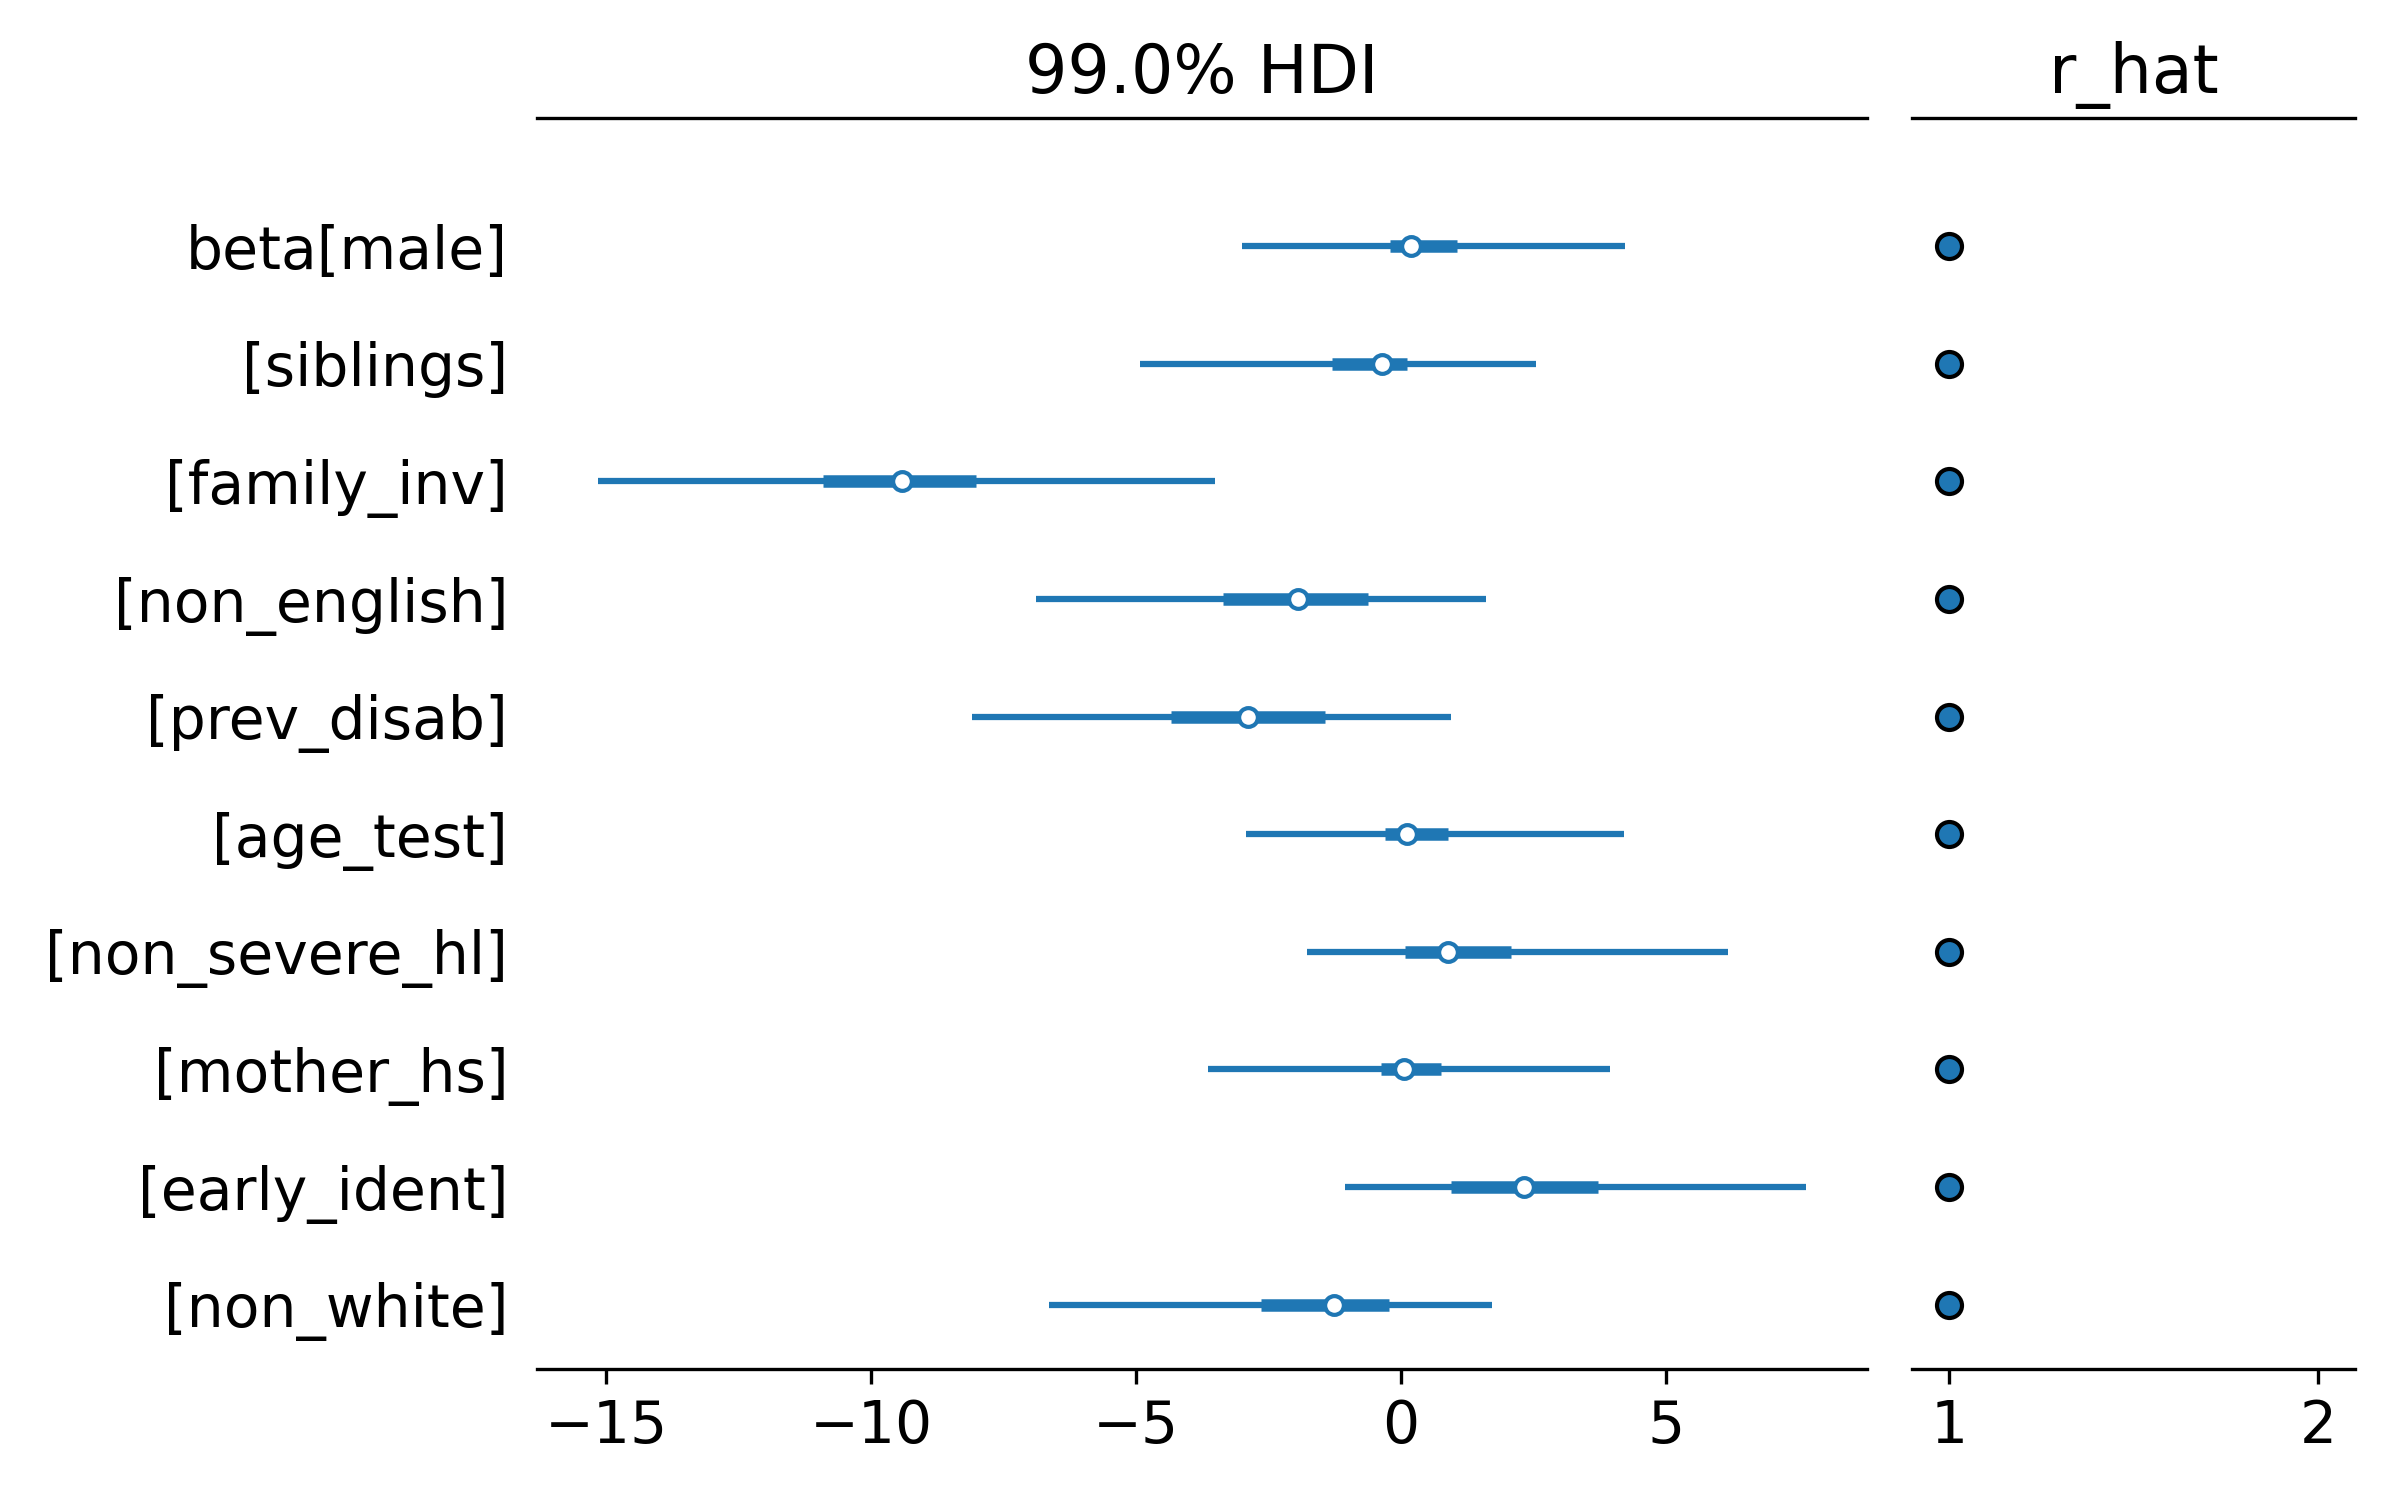 99.0% HDI r_hat
beta[male]
[siblings]
[family_inv]
[non_english]
[prev_disab]
[age_test]
[non_severe_hl]
[mother_hs]
[early_ident]
[non_white]
−15 −10 −5 0 5 1 2